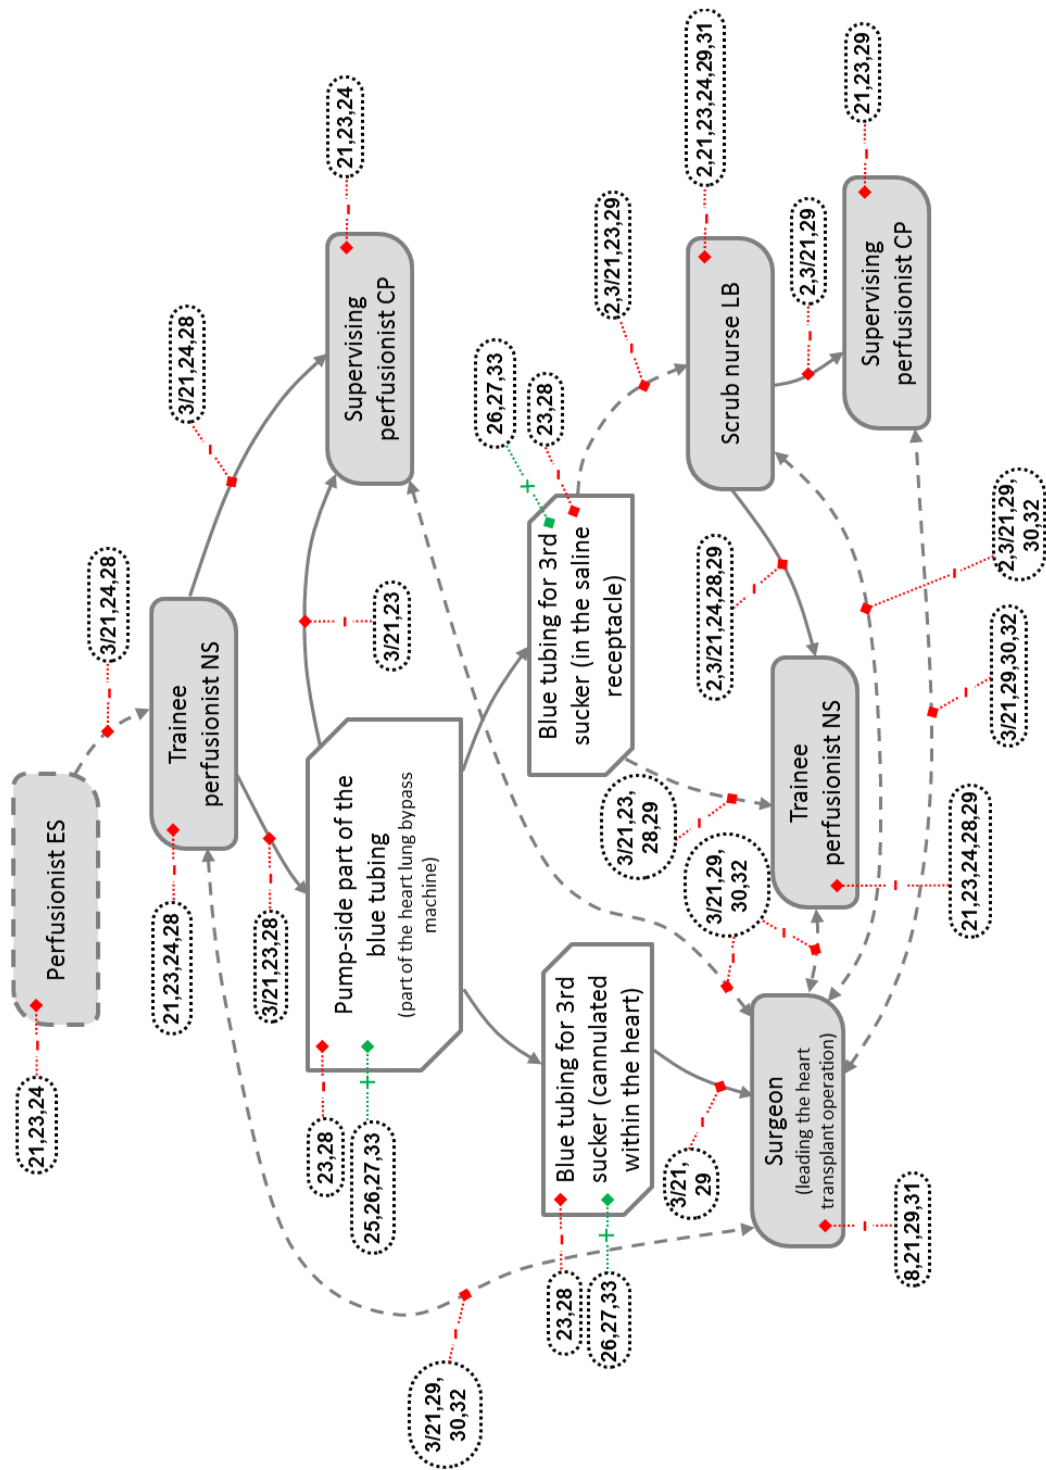 21,23,24
Perfusionist ES
3/21,24,28
21,23,24,28
Trainee
perfusionist NS
3/21,24,28
3/21,23,28
23,28
25,26,27,33
Pump-side part of the
blue tubing
(part of the heart lung bypass
machine)
3/21,23
Supervising
perfusionist CP
21,23,24
3/21,29,
30,32
23,28
26,27,33
Blue tubing for 3rd
sucker (cannulated
within the heart)
Blue tubing for 3rd
sucker (in the saline
receptacle)
26,27,33
23,28
2,3/21,23,29
3/21,
29
3/21,23,
28,29
3/21,29,
30,32
2,3/21,24,28,29
Scrub nurse LB
2,21,23,24,29,31
2,3/21,29
8,21,29,31
Surgeon
(leading the heart
transplant operation)
Trainee
perfusionist NS
21,23,24,28,29
Supervising
perfusionist CP
21,23,29
3/21,29,30,32
2,3/21,29,
30,32